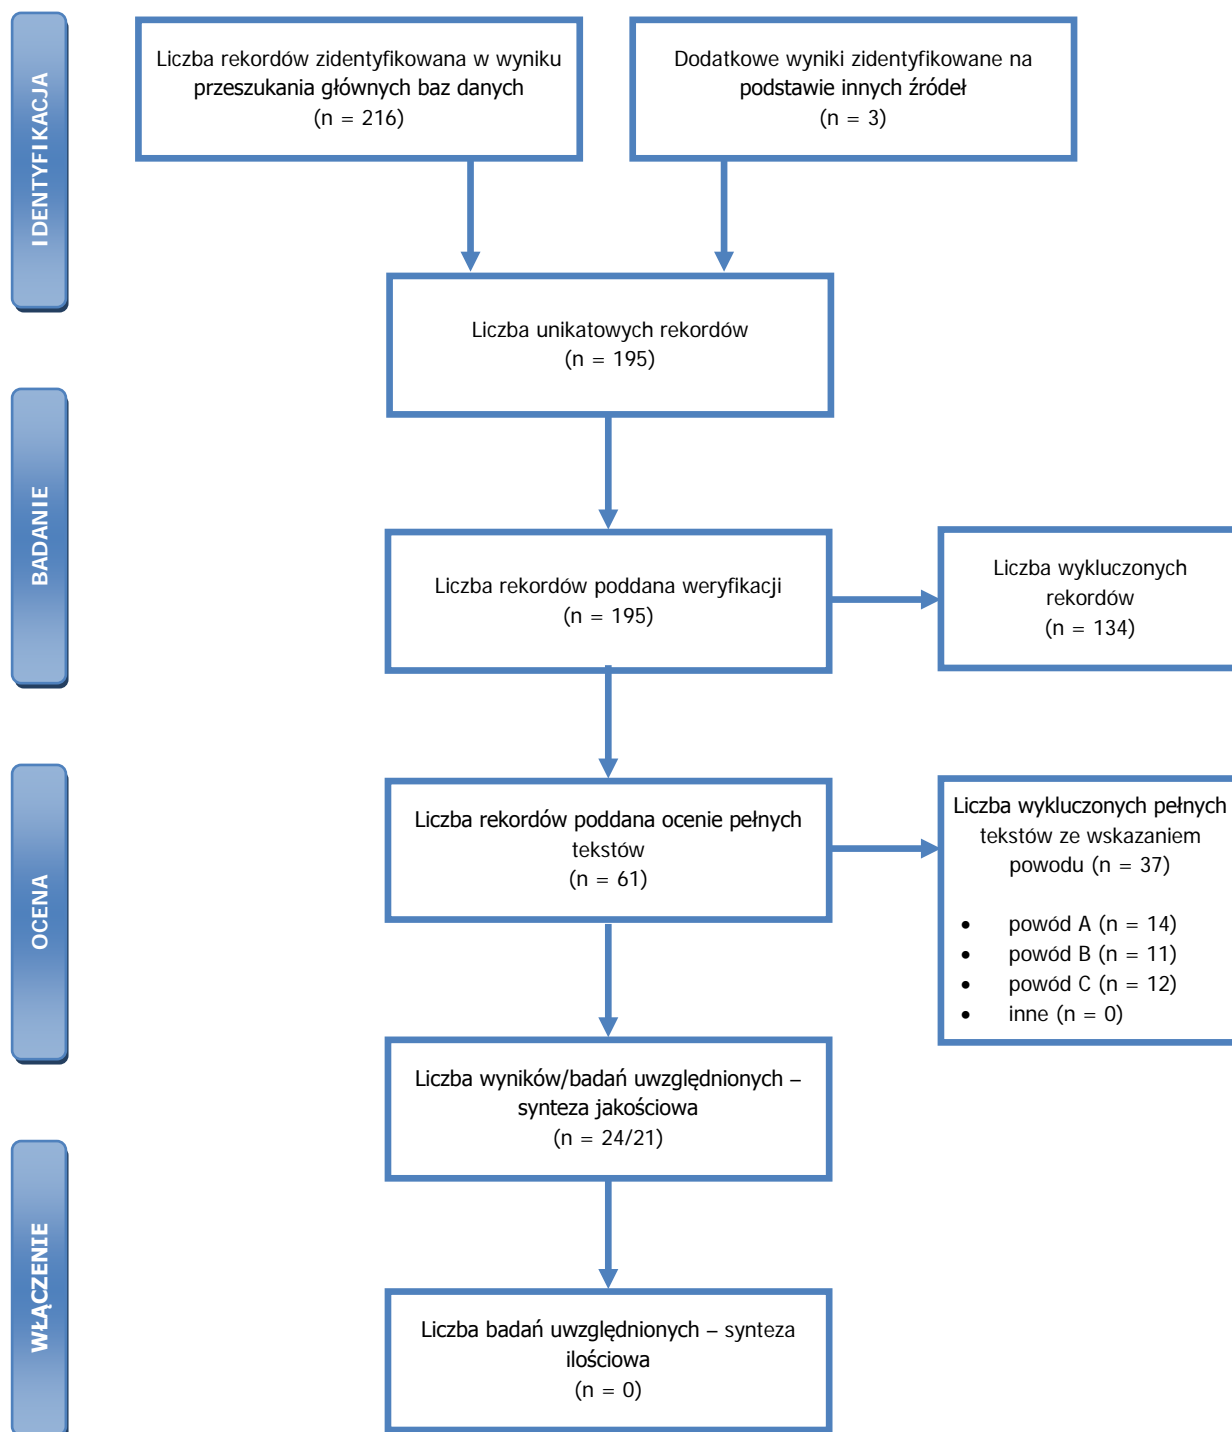 IDENTYFIKACJA
Liczba rekordów zidentyfikowana w wyniku
przeszukania głównych baz danych
(n = 216)
Dodatkowe wyniki zidentyfikowane na
podstawie innych źródeł
(n = 3)
Liczba unikatowych rekordów
(n = 195)
BADANIE
Liczba rekordów poddana weryfikacji
(n = 195)
Liczba wykluczonych
rekordów
(n = 134)
OCENA
Liczba rekordów poddana ocenie pełnych
tekstów
(n = 61)
Liczba wykluczonych pełnych
tekstów ze wskazaniem
powodu (n = 37)
• powód A (n = 14)
• powód B (n = 11)
• powód C (n = 12)
• inne (n = 0)
Liczba wyników/badań uwzględnionych –
synteza jakościowa
(n = 24/21)
WŁĄCZENIE
Liczba badań uwzględnionych – synteza
ilościowa
(n = 0)